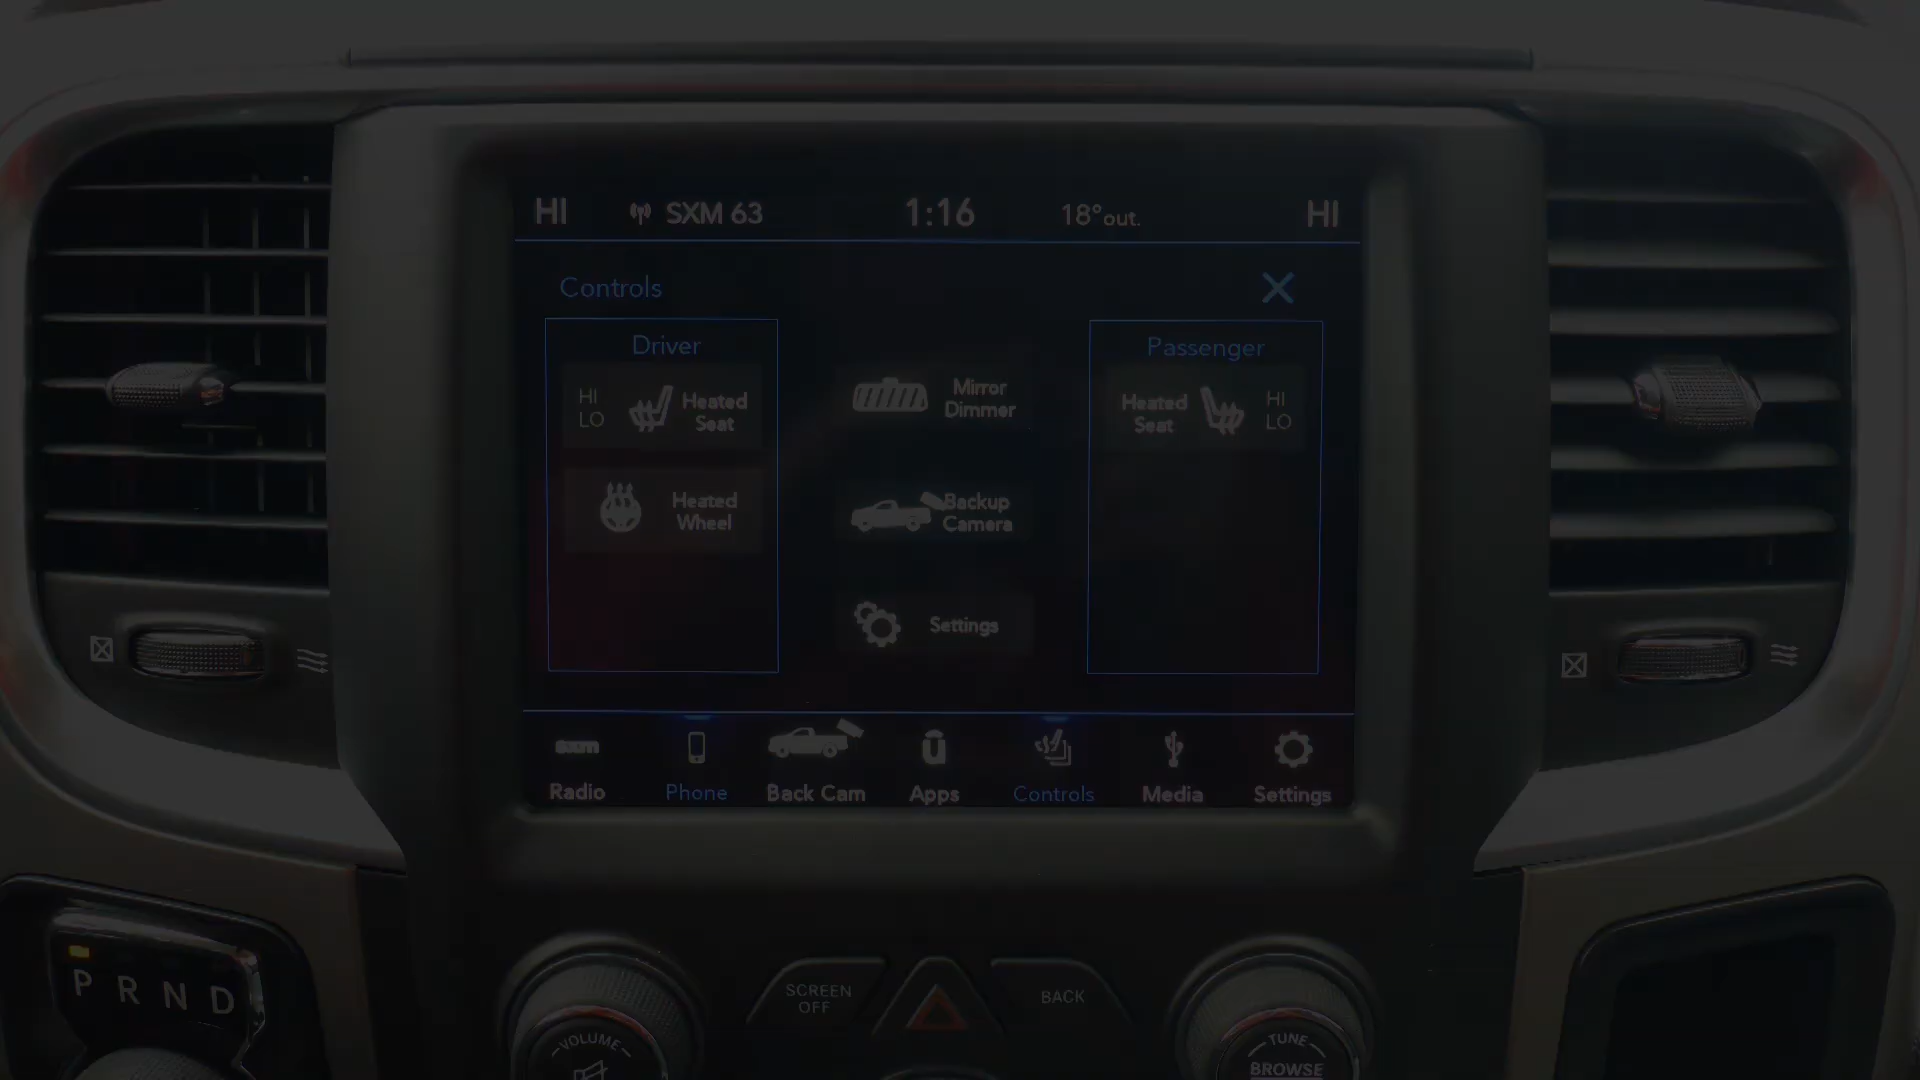 HI SXM 63 1:16 18°out. HI
Controls
Driver
HI
LO
Heated
Seat
Heated
Wheel
Mirror
Dimmer
Backup
Camera
Settings
Passenger
Heated
Seat
HI
LO
sxm
Radio Phone Back Cam Apps Controls Media Settings
P R N D
SCREEN
OFF
BACK
VOLUME
TUNE
BROWSE